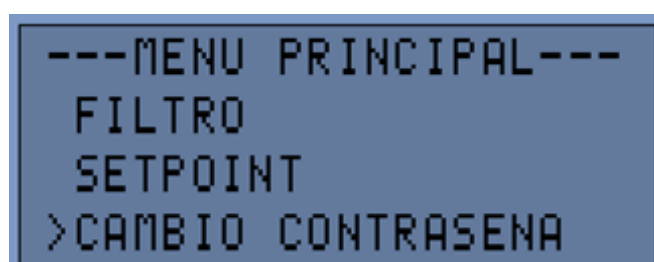 ---MENU PRINCIPAL---
FILTRO
SETPOINT
>CAMBIO CONTRASENA